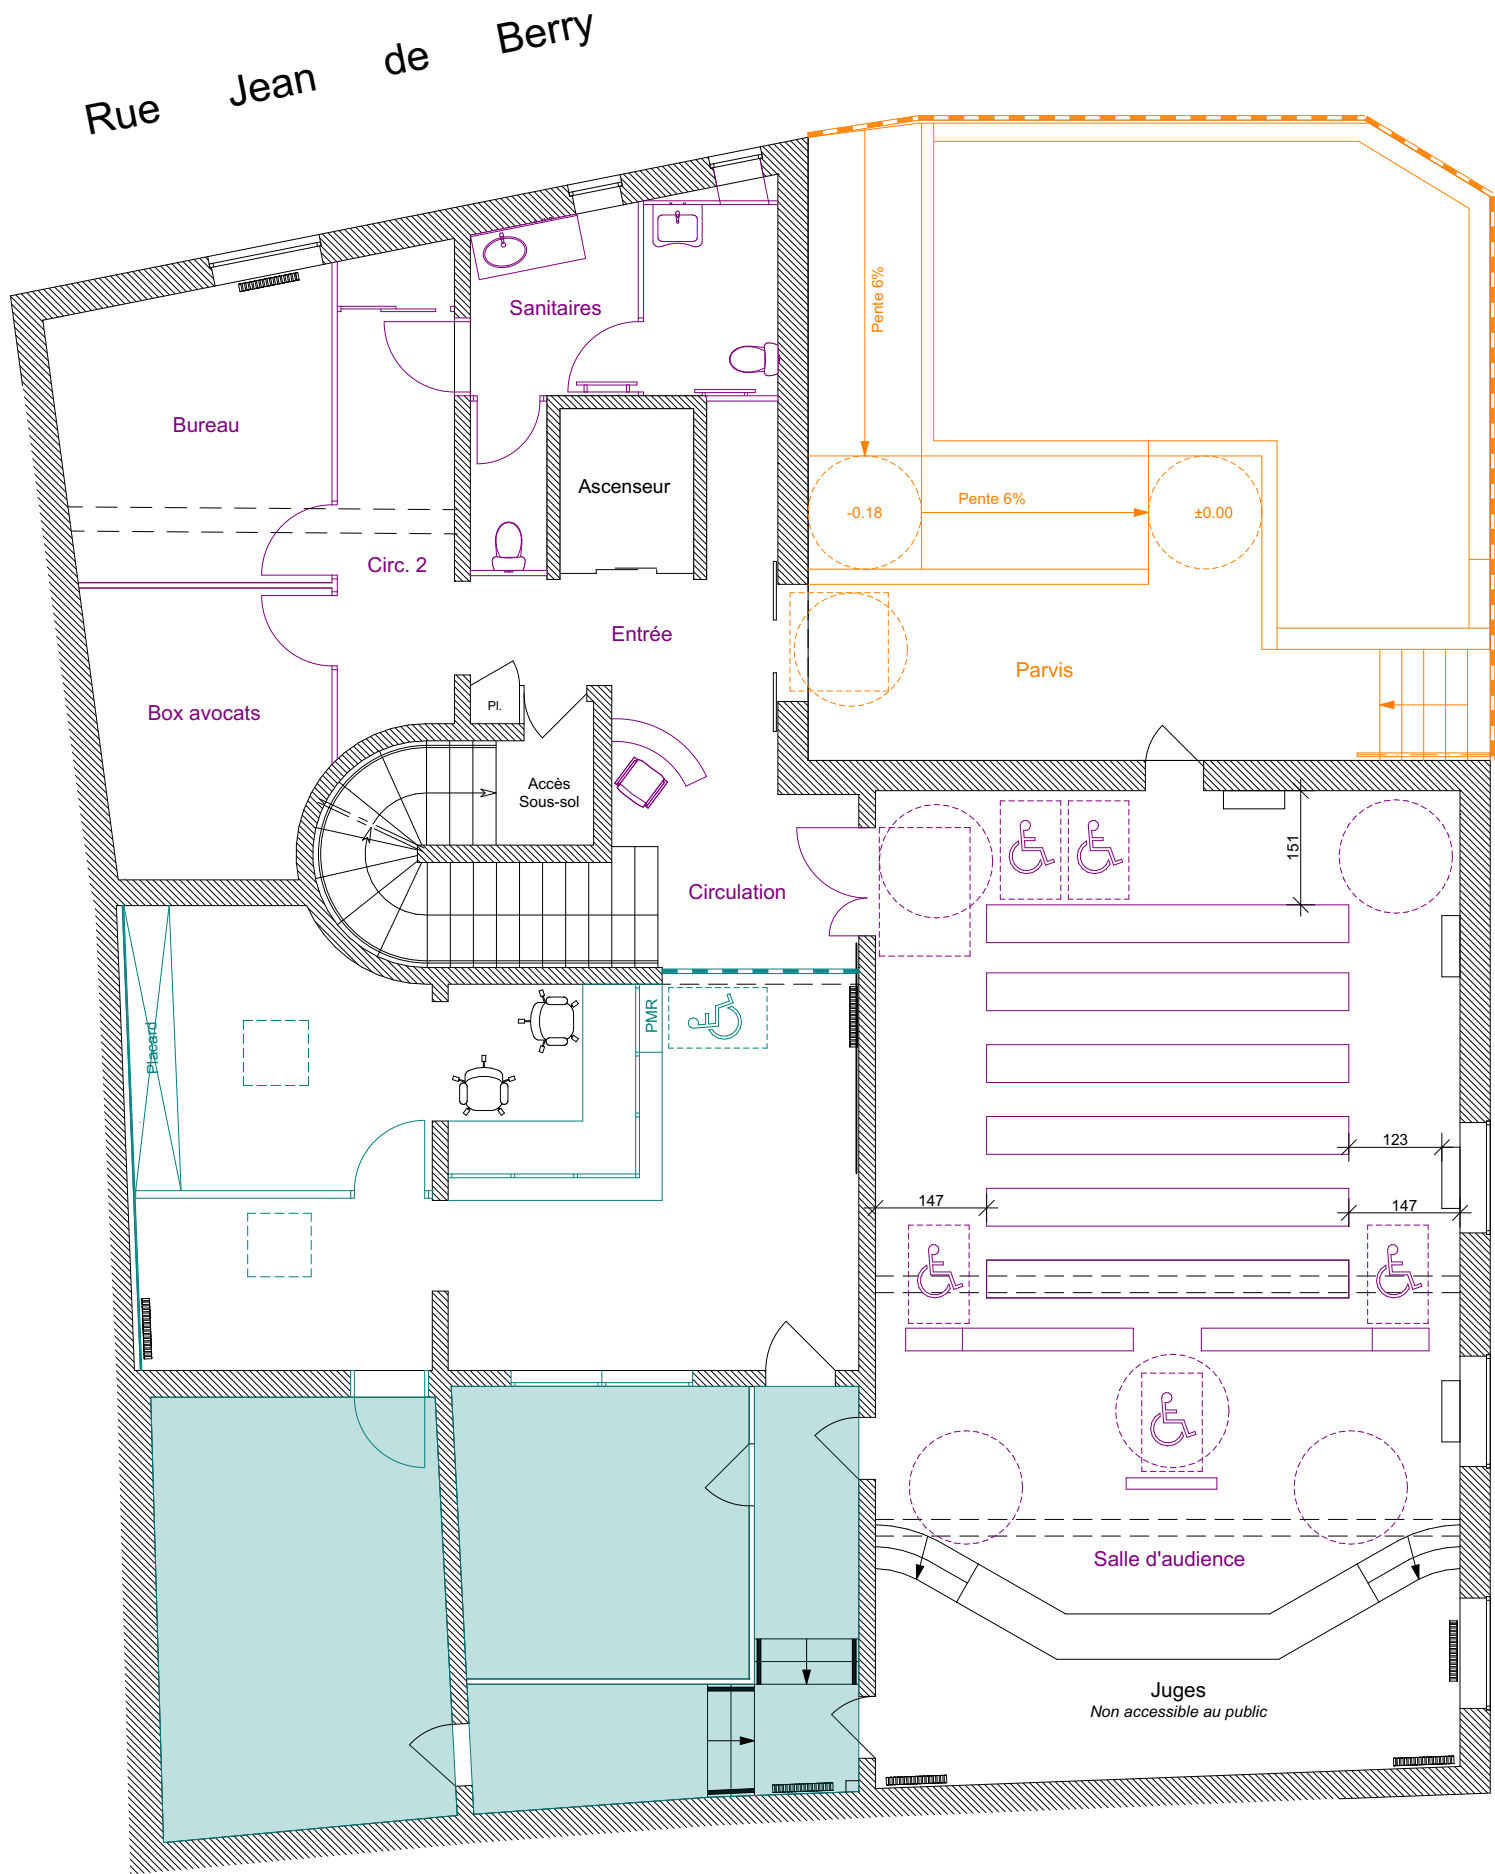 Rue Jean de Berry
Pente 6%
Sanitaires
Bureau
Ascenseur
-0.18
Pente 6%
±0.00
Circ. 2
Entrée
Parvis
Pl.
Box avocats
Accès
Sous-sol
151
Circulation
PMR
Placard
123
147
147
Salle d'audience
Juges
Non accessible au public